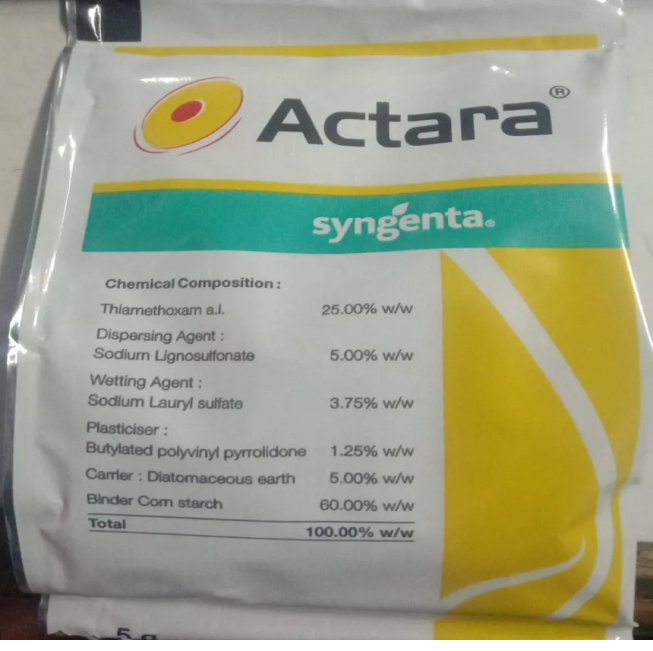 Actara®
syngenta®
Chemical Composition :
Thiamethoxam a.i. 25.00% w/w
Dispersing Agent :
Sodium Lignosulfonate 5.00% w/w
Wetting Agent :
Sodium Lauryl sulfate 3.75% w/w
Plasticiser :
Butylated polyvinyl pyrrolidone 1.25% w/w
Carrier : Diatomaceous earth 5.00% w/w
Binder Corn starch 60.00% w/w
Total 100.00% w/w
5 g